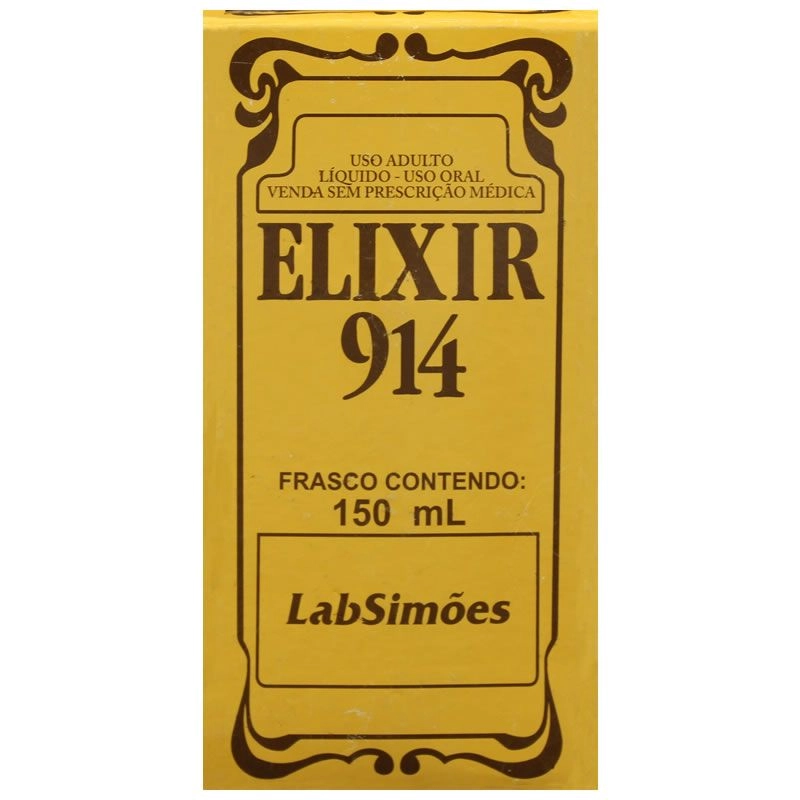 USO ADULTO
LÍQUIDO - USO ORAL
VENDA SEM PRESCRIÇÃO MÉDICA
ELIXIR
914
FRASCO CONTENDO:
150 mL
LabSimões